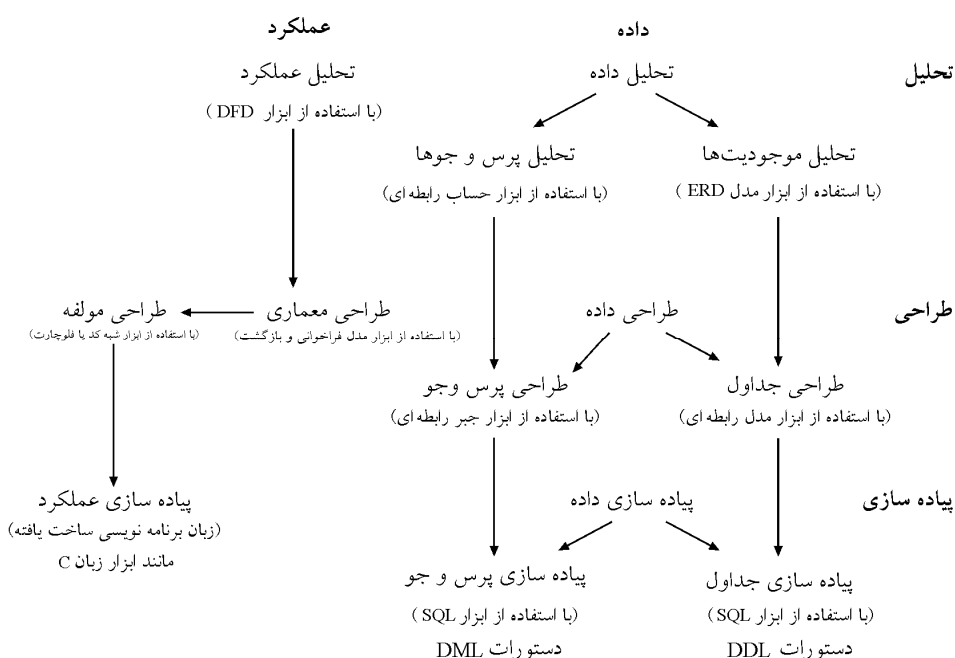 داده
عملکرد
تحلیل
تحلیل داده
تحلیل عملکرد
(با استفاده از ابزار DFD )
تحلیل موجودیت‌ها
(با استفاده از ابزار مدل ERD )
تحلیل پرس و جوها
(با استفاده از ابزار حساب رابطه ای)
طراحی
طراحی داده
طراحی معماری
(با استفاده از ابزار مدل فراخوانی و بازگشت)
طراحی مولفه
(با استفاده از ابزار شبه کد یا فلوچارت)
طراحی جداول
(با استفاده از ابزار مدل رابطه ای)
طراحی پرس وجو
(با استفاده از ابزار جبر رابطه ای)
پیاده سازی
پیاده سازی داده
پیاده سازی عملکرد
(زبان برنامه نویسی ساخت یافته)
مانند ابزار زبان C
پیاده سازی جداول
(با استفاده از ابزار SQL )
دستورات DDL
پیاده سازی پرس و جو
(با استفاده از ابزار SQL )
دستورات DML